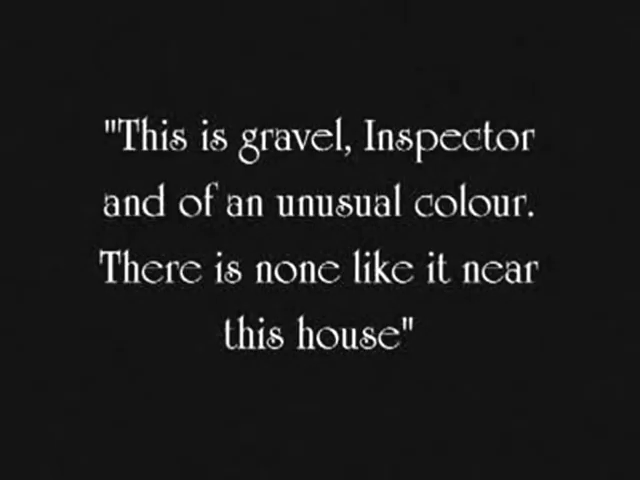 "This is gravel, Inspector
and of an unusual colour.
There is none like it near
this house"